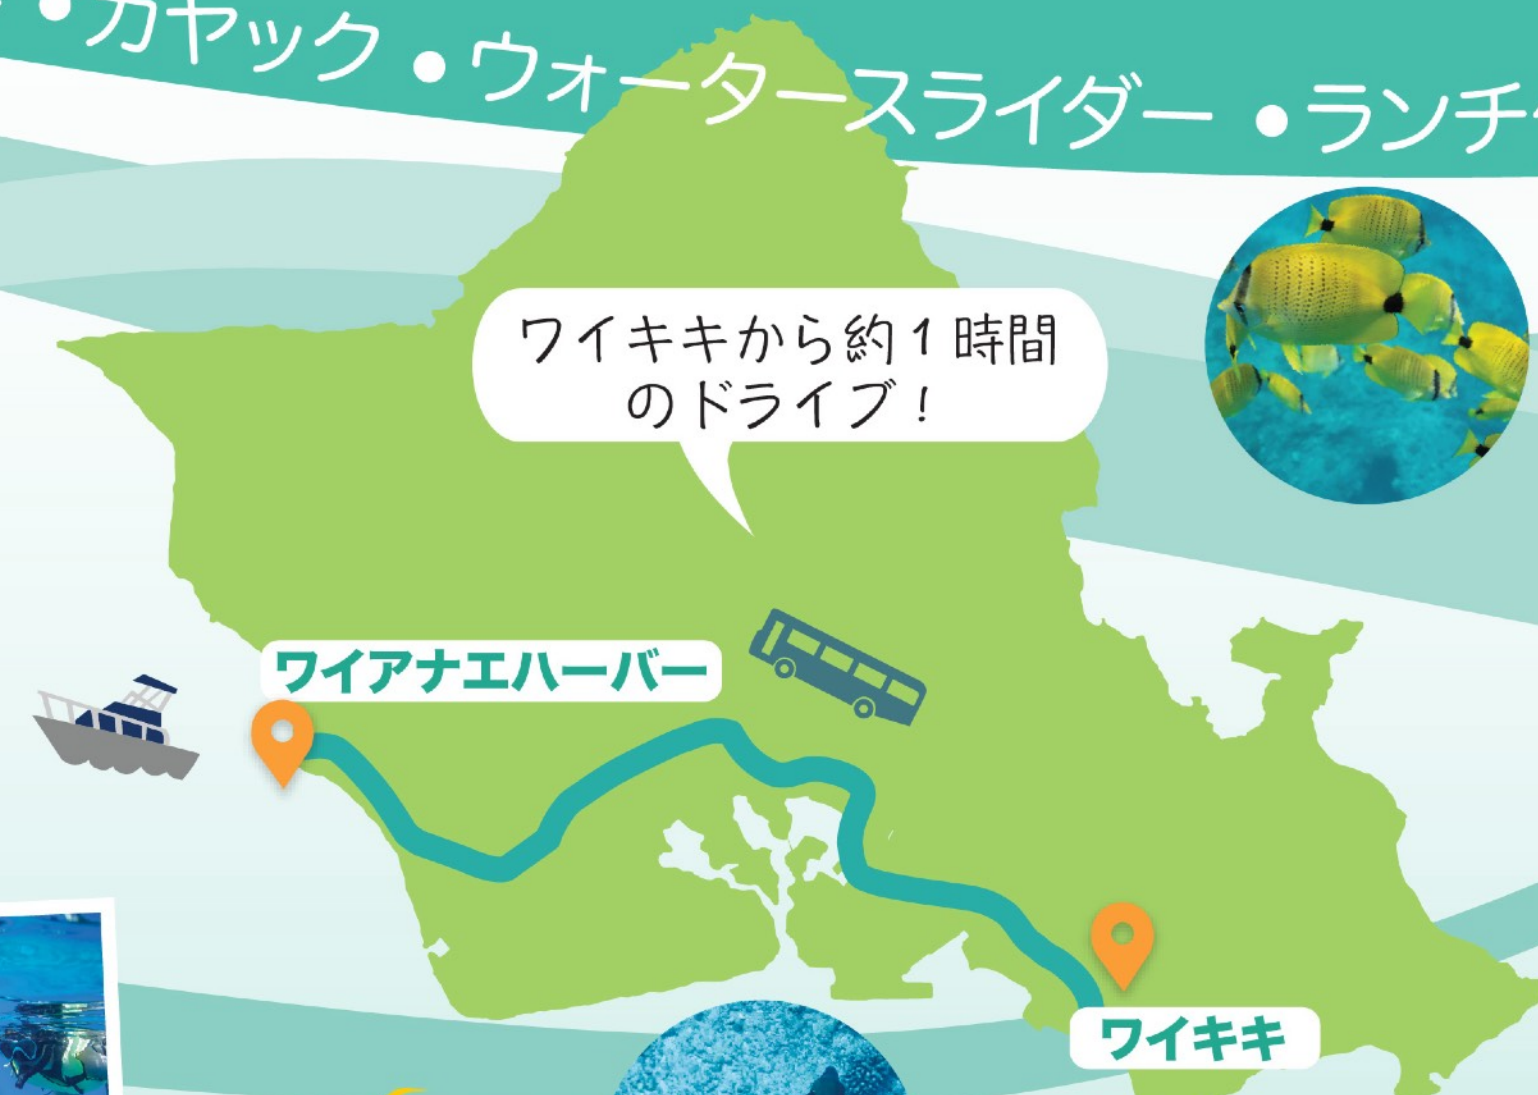 ・カヤック・ウォータースライダー・ランチ・
ワイキキから約1時間
のドライブ！
ワイアナエハーバー
ワイキキ